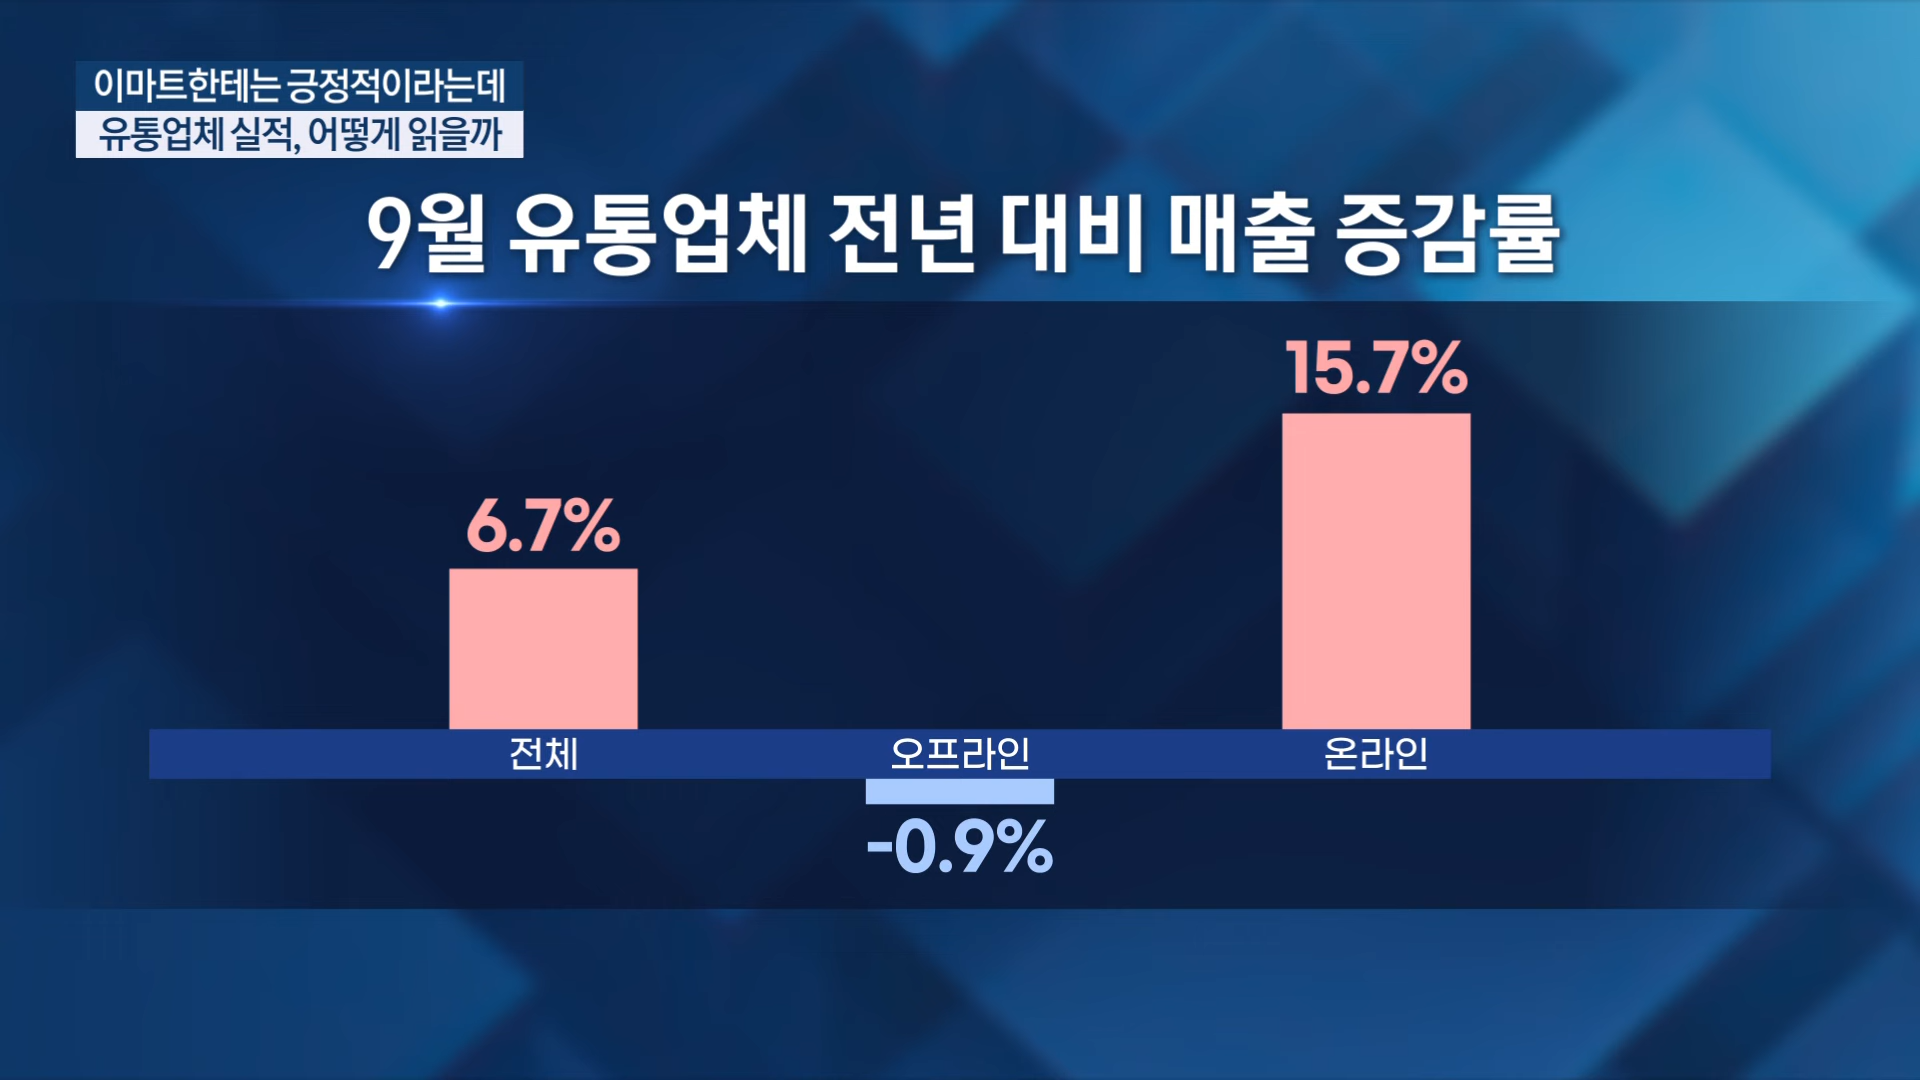 이마트한테는 긍정적이라는데
유통업체 실적, 어떻게 읽을까
9월 유통업체 전년 대비 매출 증감률
15.7%
6.7%
전체 오프라인 온라인
-0.9%